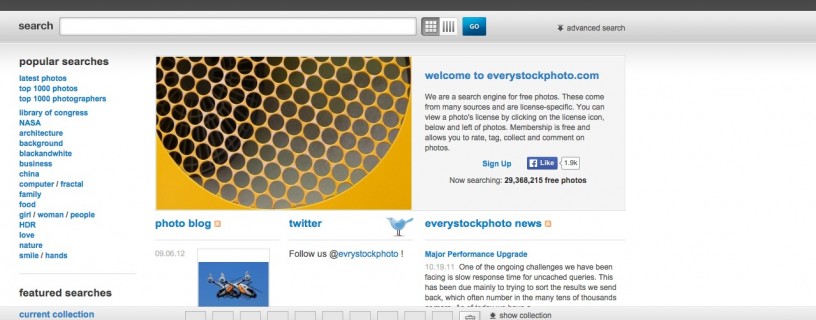 search
GO
advanced search
popular searches
latest photos
top 1000 photos
top 1000 photographers
library of congress
NASA
architecture
background
blackandwhite
business
china
computer / fractal
family
food
girl / woman / people
HDR
love
nature
smile / hands
featured searches
current collection
welcome to everystockphoto.com
We are a search engine for free photos. These come
from many sources and are license-specific. You can
view a photo's license by clicking on the license icon,
below and left of photos. Membership is free and
allows you to rate, tag, collect and comment on
photos.
Sign Up
Like
1.9k
Now searching: 29,368,215 free photos
photo blog
09.06.12
twitter
Follow us @evrystockphoto !
everystockphoto news
Major Performance Upgrade
10.19.11 One of the ongoing challenges we have been
facing is slow response time for uncached queries. This
has been due mainly to trying to sort the results we send
back, which often number in the many tens of thousands
show collection